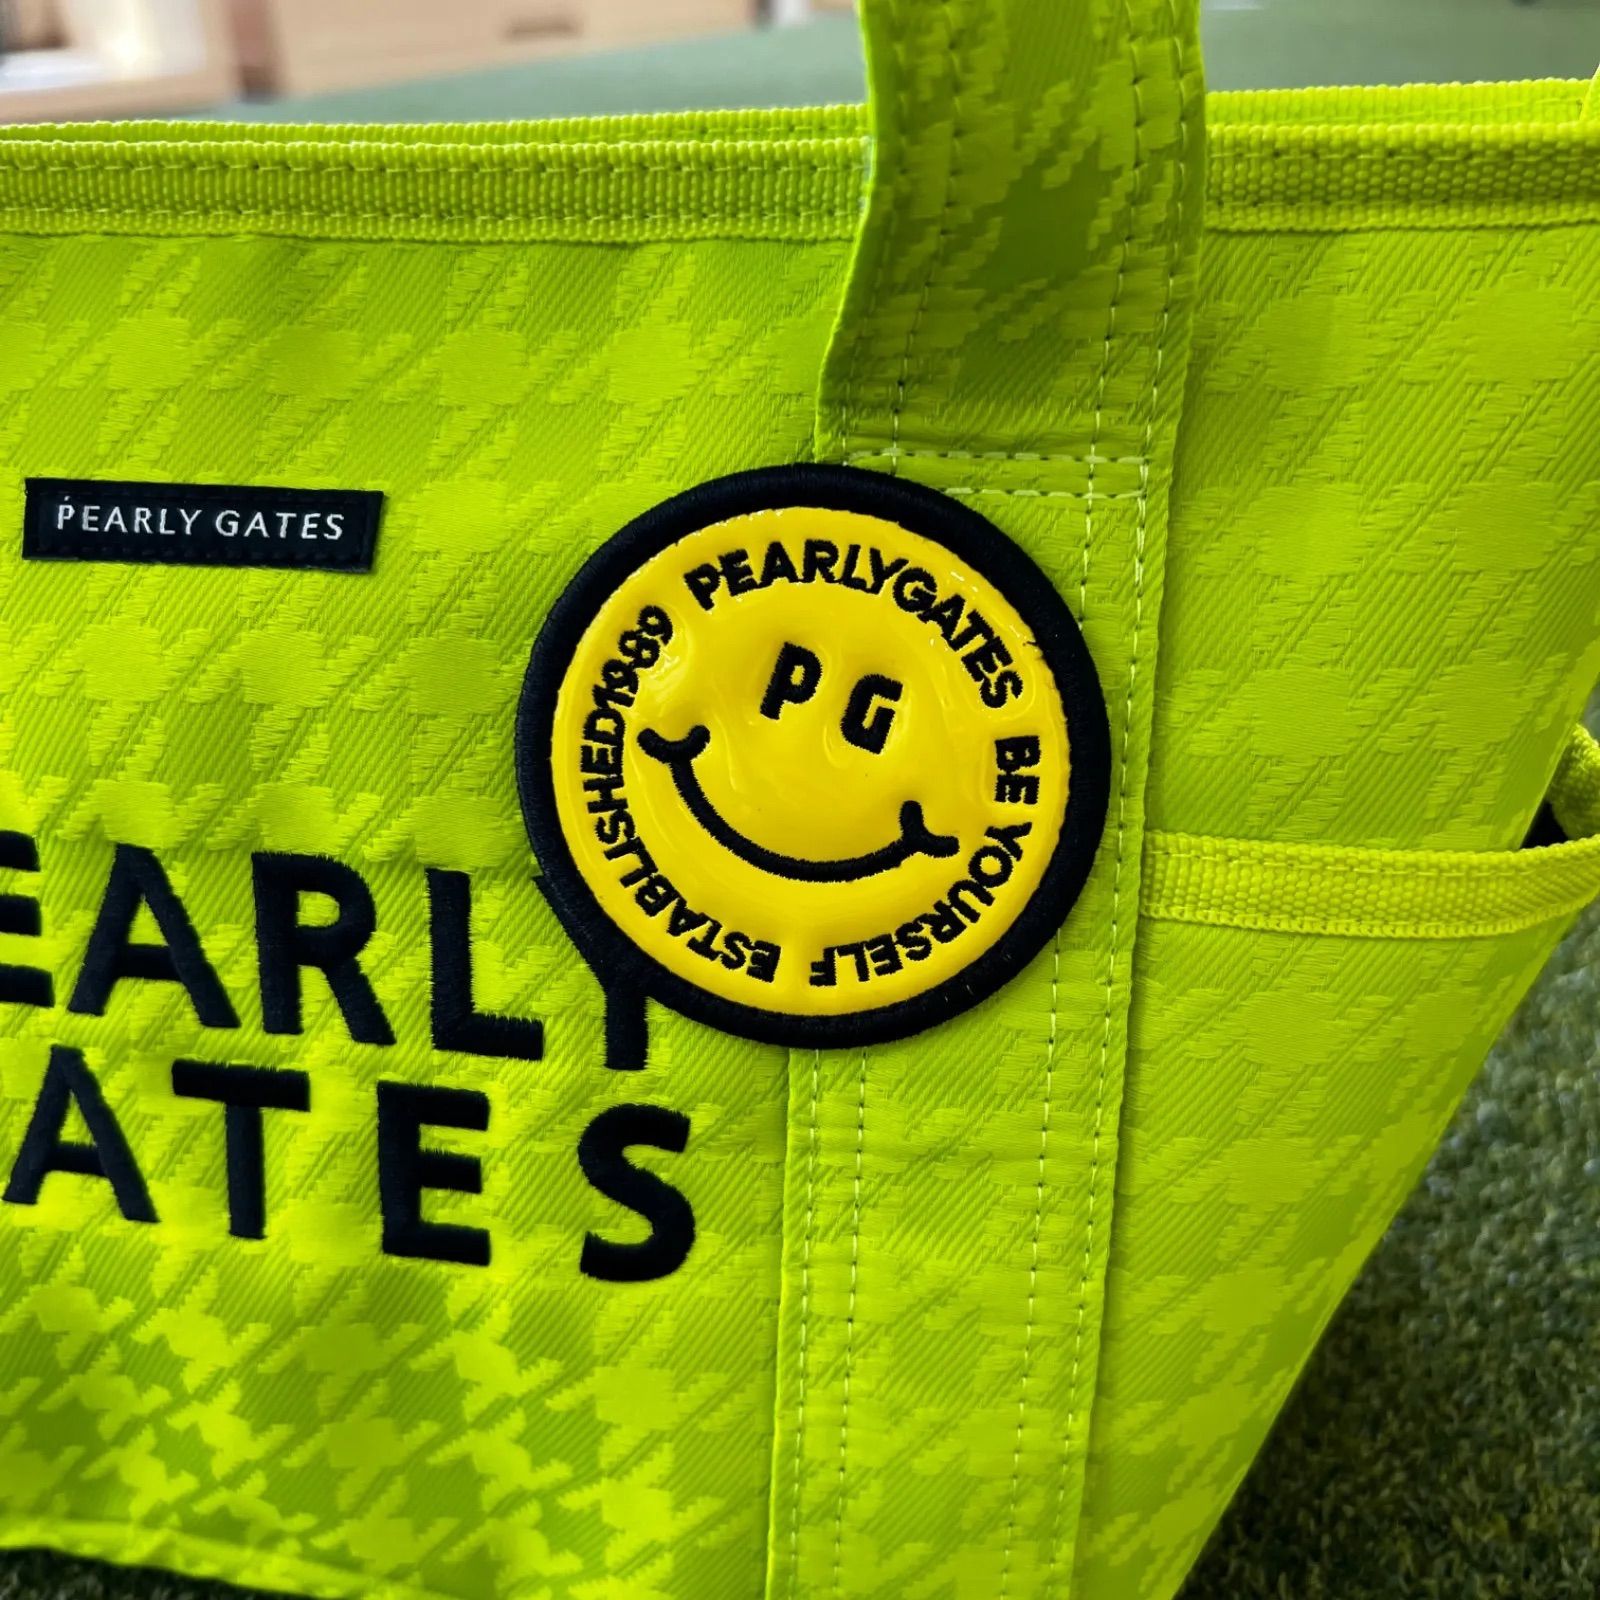 PEARLY GATES
PEARLYGATES BE YOURSELF ESTABLISHED1989
PG
EARLY
ATES